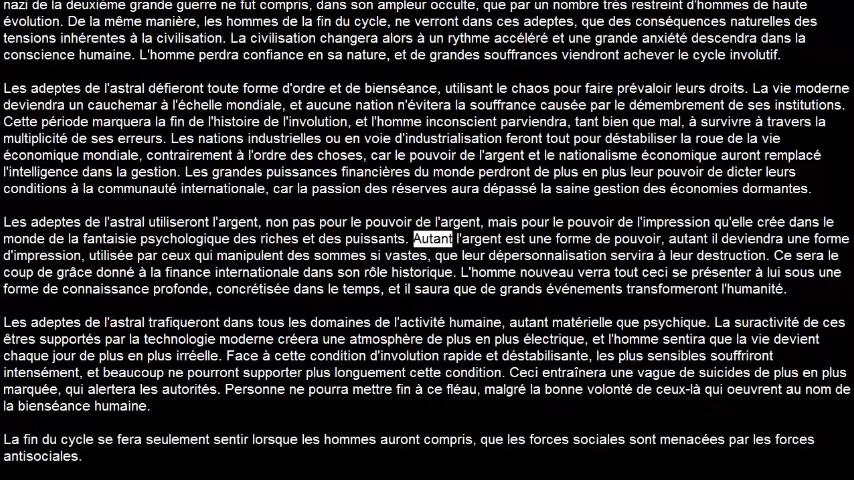 nazi de la deuxième grande guerre ne fut compris, dans son ampleur occulte, que par un nombre très restreint d'hommes de haute
évolution. De la même manière, les hommes de la fin du cycle, ne verront dans ces adeptes, que des conséquences naturelles des
tensions inhérentes à la civilisation. La civilisation changera alors à un rythme accéléré et une grande anxiété descendra dans la
conscience humaine. L'homme perdra confiance en sa nature, et de grandes souffrances viendront achever le cycle involutif.

Les adeptes de l'astral défieront toute forme d'ordre et de bienséance, utilisant le chaos pour faire prévaloir leurs droits. La vie moderne
deviendra un cauchemar à l'échelle mondiale, et aucune nation n'évitera la souffrance causée par le démembrement de ses institutions.
Cette période marquera la fin de l'histoire de l'involution, et l'homme inconscient parviendra, tant bien que mal, à survivre à travers la
multiplicité de ses erreurs. Les nations industrielles ou en voie d'industrialisation feront tout pour déstabiliser la roue de la vie
économique mondiale, contrairement à l'ordre des choses, car le pouvoir de l'argent et le nationalisme économique auront remplacé
l'intelligence dans la gestion. Les grandes puissances financières du monde perdront de plus en plus leur pouvoir de dicter leurs
conditions à la communauté internationale, car la passion des réserves aura dépassé la saine gestion des économies dormantes.

Les adeptes de l'astral utiliseront l'argent, non pas pour le pouvoir de l'argent, mais pour le pouvoir de l'impression qu'elle crée dans le
monde de la fantaisie psychologique des riches et des puissants. Autant l'argent est une forme de pouvoir, autant il deviendra une forme
d'impression, utilisée par ceux qui manipulent des sommes si vastes, que leur dépersonnalisation servira à leur destruction. Ce sera le
coup de grâce donné à la finance internationale dans son rôle historique. L'homme nouveau verra tout ceci se présenter à lui sous une
forme de connaissance profonde, concrétisée dans le temps, et il saura que de grands événements transformeront l'humanité.

Les adeptes de l'astral trafiqueront dans tous les domaines de l'activité humaine, autant matérielle que psychique. La suractivité de ces
êtres supportés par la technologie moderne créera une atmosphère de plus en plus électrique, et l'homme sentira que la vie devient
chaque jour de plus en plus irréelle. Face à cette condition d'involution rapide et déstabilisante, les plus sensibles souffriront
intensément, et beaucoup ne pourront supporter plus longuement cette condition. Ceci entraînera une vague de suicides de plus en plus
marquée, qui alertera les autorités. Personne ne pourra mettre fin à ce fléau, malgré la bonne volonté de ceux-là qui oeuvrent au nom de
la bienséance humaine.

La fin du cycle se fera seulement sentir lorsque les hommes auront compris, que les forces sociales sont menacées par les forces
antisociales.